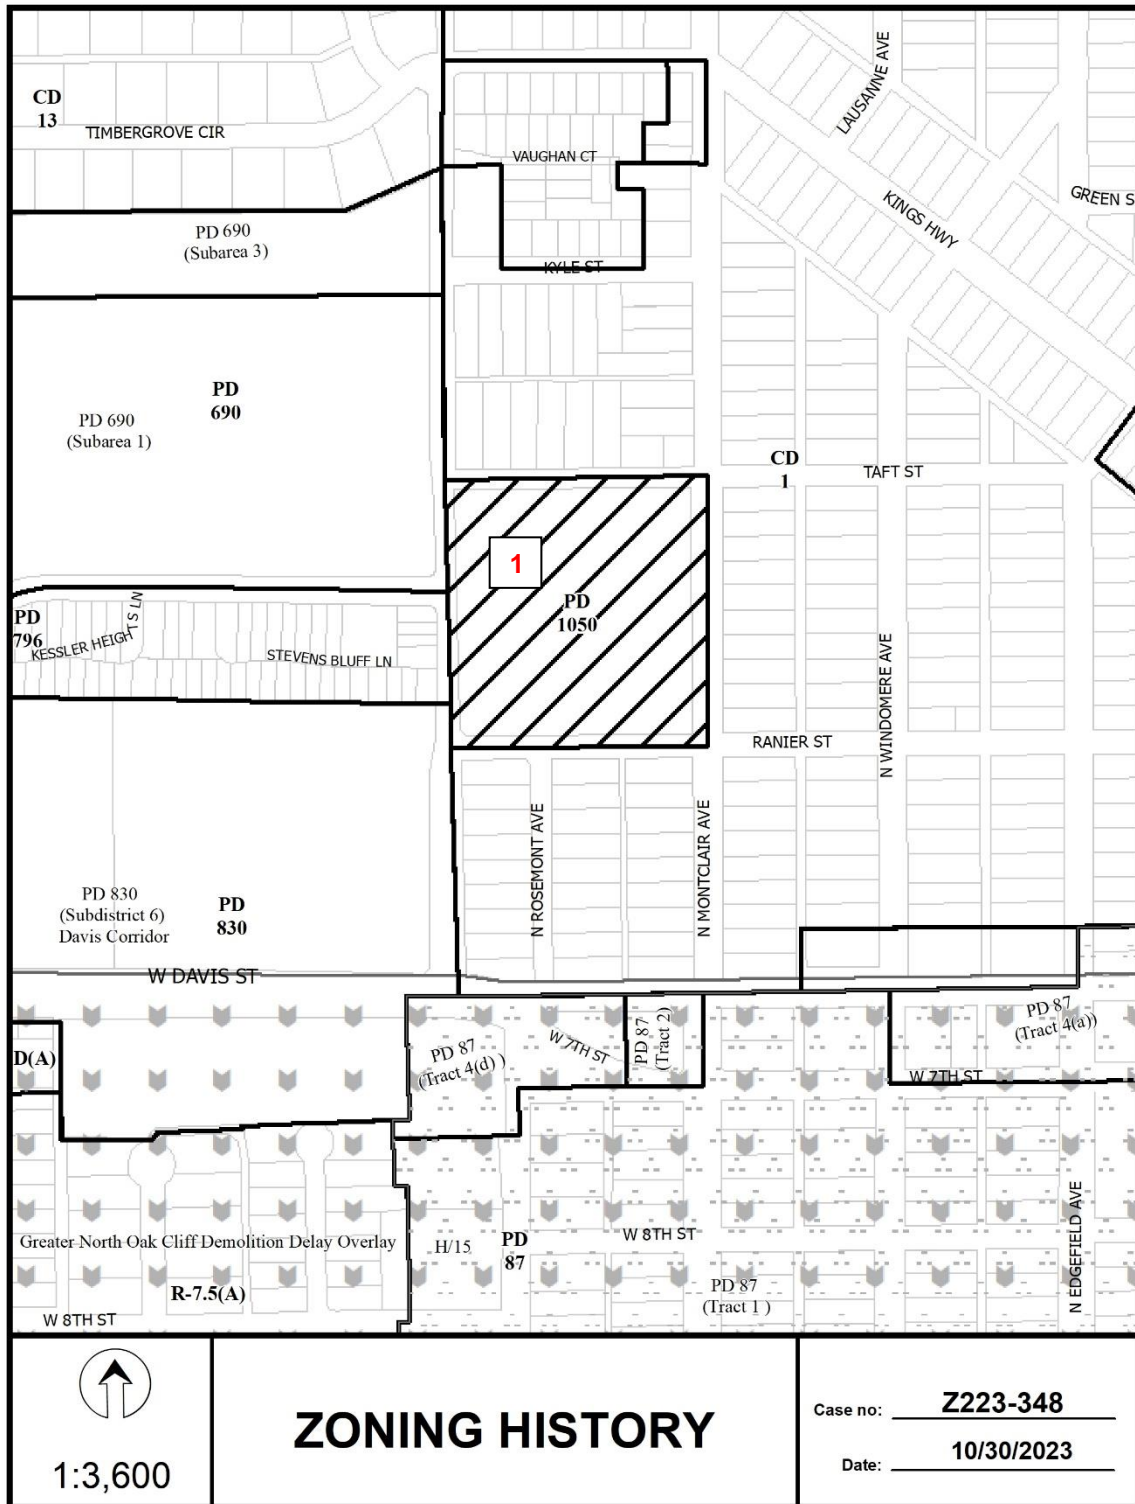 LAUSANNE AVE
CD
13
TIMBERGROVE CIR
VAUGHAN CT
GREEN S
KINGS HWY
PD 690
(Subarea 3)
KYLE ST
PD
690
PD 690
(Subarea 1)
CD
1
TAFT ST
1
PD
1050
PD
796
KESSLER HEIGHTS LN
STEVENS BLUFF LN
N WINDOMERE AVE
RANIER ST
N ROSEMONT AVE
N MONTCLAIR AVE
PD 830
(Subdistrict 6)
Davis Corridor
PD
830
W DAVIS ST
PD 87
(Tract 4(d) )
W 7TH ST
PD 87
(Tract 2)
PD 87
(Tract 4(a))
W 7TH ST
D(A)
N EDGEFIELD AVE
Greater North Oak Cliff Demolition Delay Overlay
H/15
PD
87
W 8TH ST
R-7.5(A)
PD 87
(Tract 1 )
W 8TH ST
1:3,600
ZONING HISTORY
Case no: Z223-348
Date: 10/30/2023